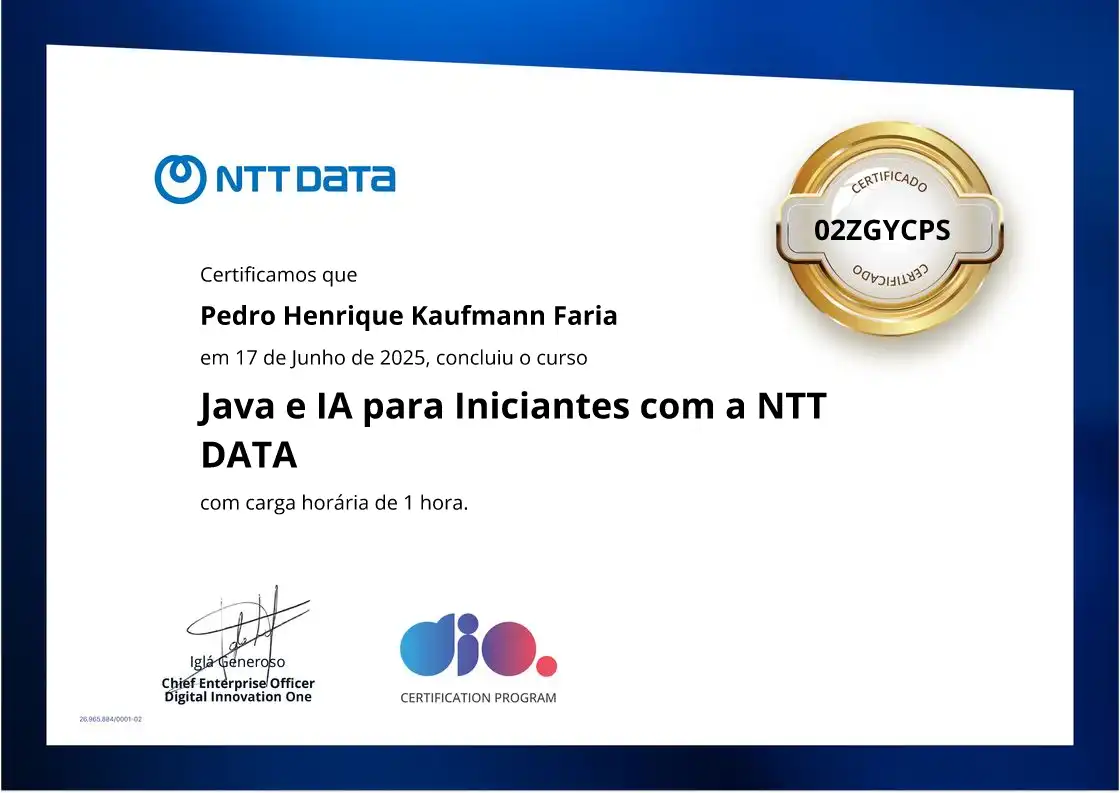 NTT DATA
CERTIFICADO
02ZGYCPS
CERTIFICADO
Certificamos que
Pedro Henrique Kaufmann Faria
em 17 de Junho de 2025, concluiu o curso
Java e IA para Iniciantes com a NTT
DATA
com carga horária de 1 hora.
Iglá Generoso
Chief Enterprise Officer
Digital Innovation One
dio.
CERTIFICATION PROGRAM
26.965.884/0001-02